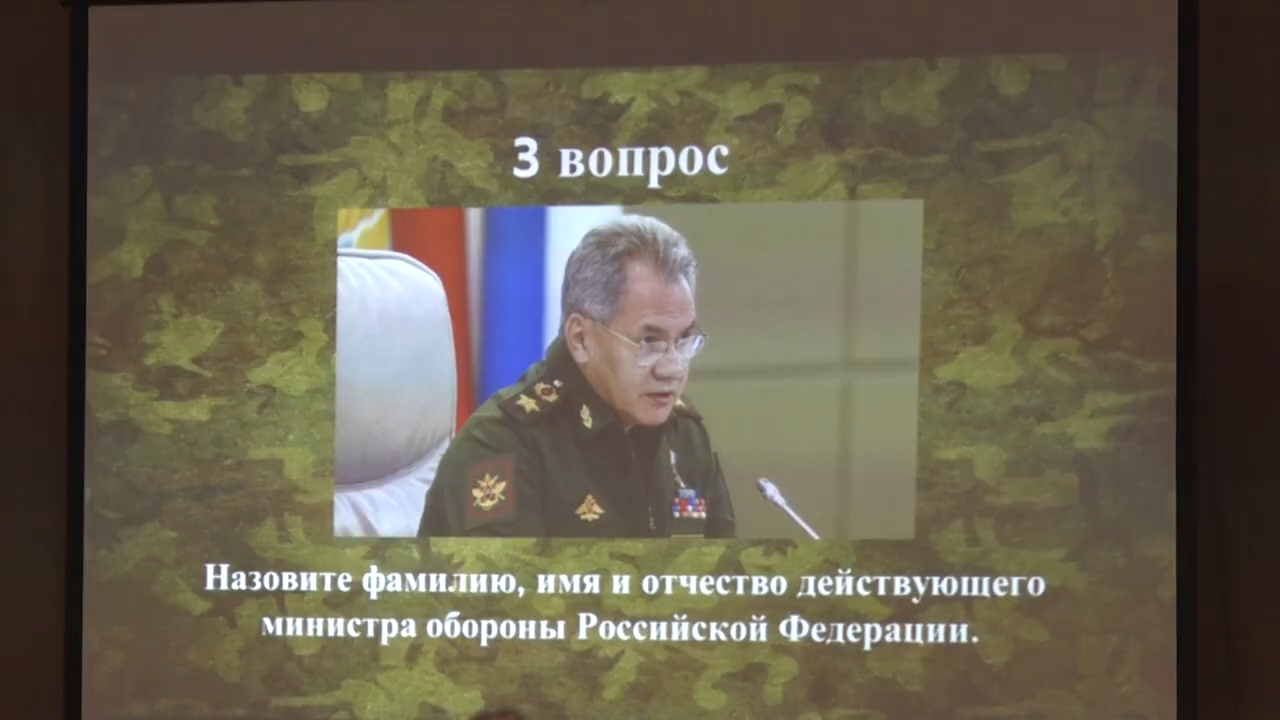 3 вопрос
Назовите фамилию, имя и отчество действующего
министра обороны Российской Федерации.